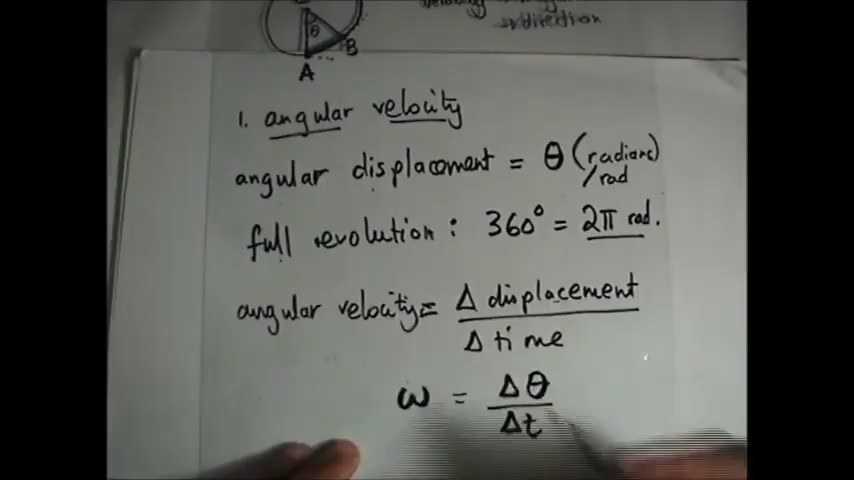 velocity
direction
θ
B
A
1. angular velocity
angular displacement = θ (radians)
/rad
full revolution : 360° = 2π rad.
angular velocity = Δ displacement
Δ time
ω = Δθ
Δt